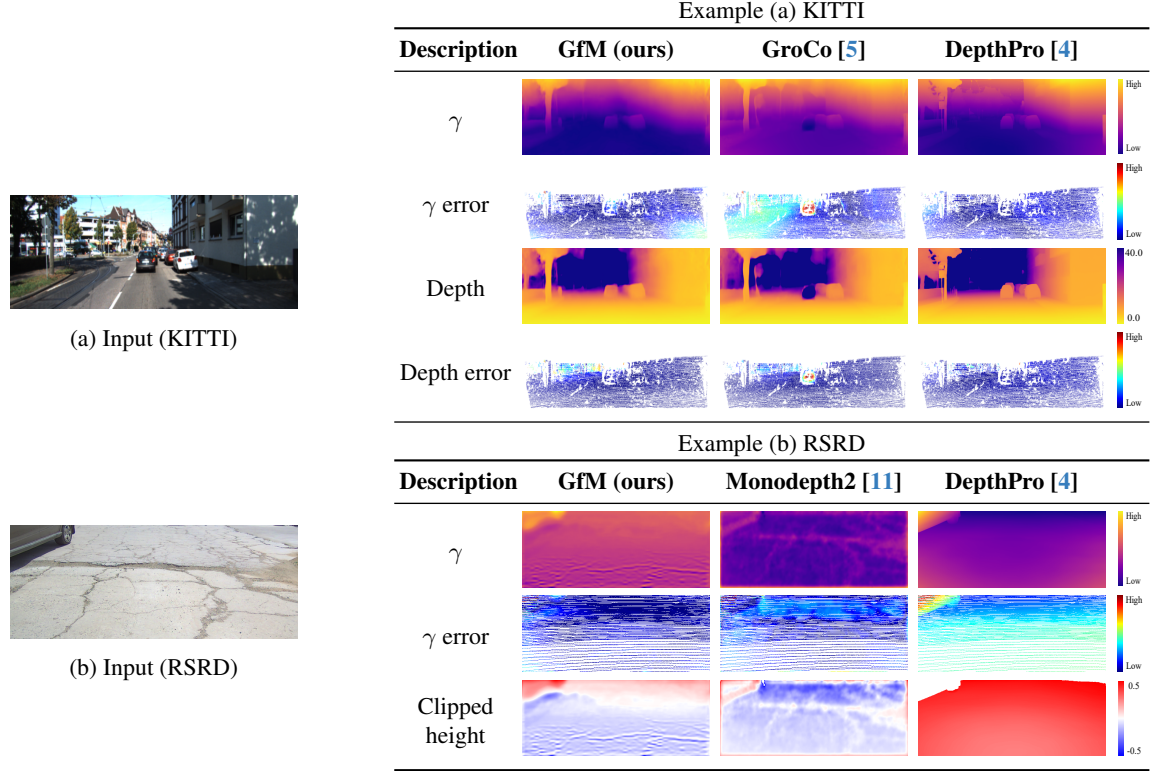 Example (a) KITTI
Description GfM (ours) GroCo [5] DepthPro [4]
γ
High
Low
γ error
High
Low
Depth
40.0
0.0
Depth error
High
Low
(a) Input (KITTI)
Example (b) RSRD
Description GfM (ours) Monodepth2 [11] DepthPro [4]
γ
High
Low
γ error
High
Low
Clipped
height
0.5
-0.5
(b) Input (RSRD)